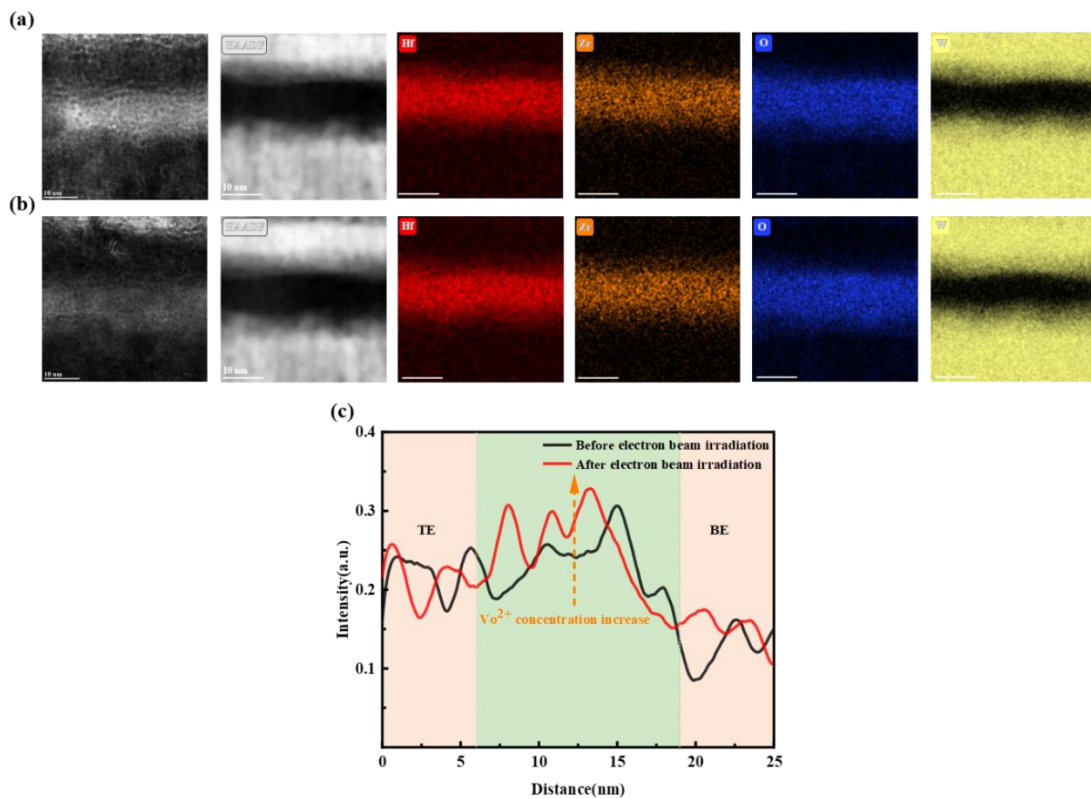 (a)
HAADF Hf Zr O W
10 nm 10 nm
(b)
HAADF Hf Zr O W
10 nm 10 nm
(c)
0.4
0.3
0.2
0.1
Intensity(a.u.)
Before electron beam irradiation
After electron beam irradiation
TE
BE
Vo2+ concentration increase
0 5 10 15 20 25
Distance(nm)